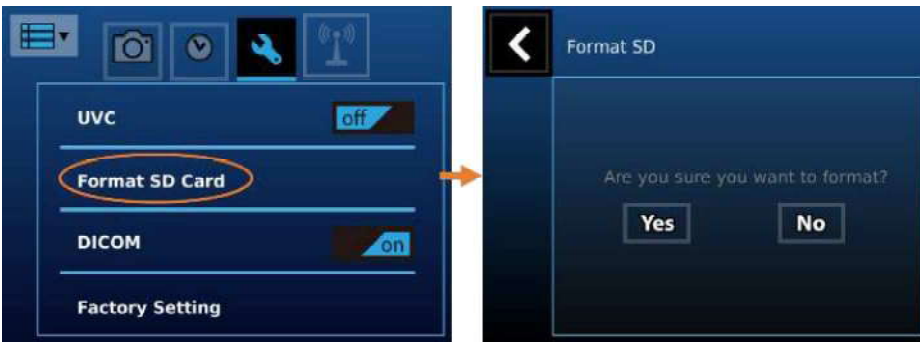 UVC off
Format SD Card
DICOM on
Factory Setting
Format SD
Are you sure you want to format?
Yes No